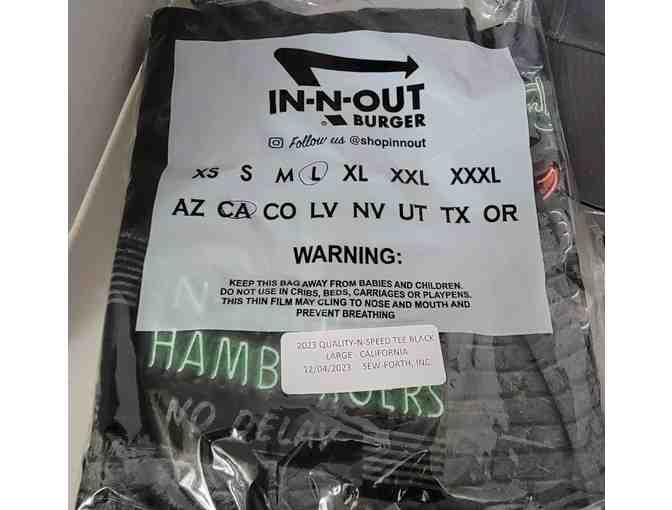 IN-N-OUT
® BURGER
Follow us @shopinnout
XS S M L XL XXL XXXL
AZ CA CO LV NV UT TX OR
WARNING:
KEEP THIS BAG AWAY FROM BABIES AND CHILDREN.
DO NOT USE IN CRIBS, BEDS, CARRIAGES OR PLAYPENS.
THIS THIN FILM MAY CLING TO NOSE AND MOUTH AND
PREVENT BREATHING
2023 QUALITY-N-SPEED TEE BLACK
LARGE - CALIFORNIA
12/04/2023 SEW-FORTH, INC.
NO DELAY